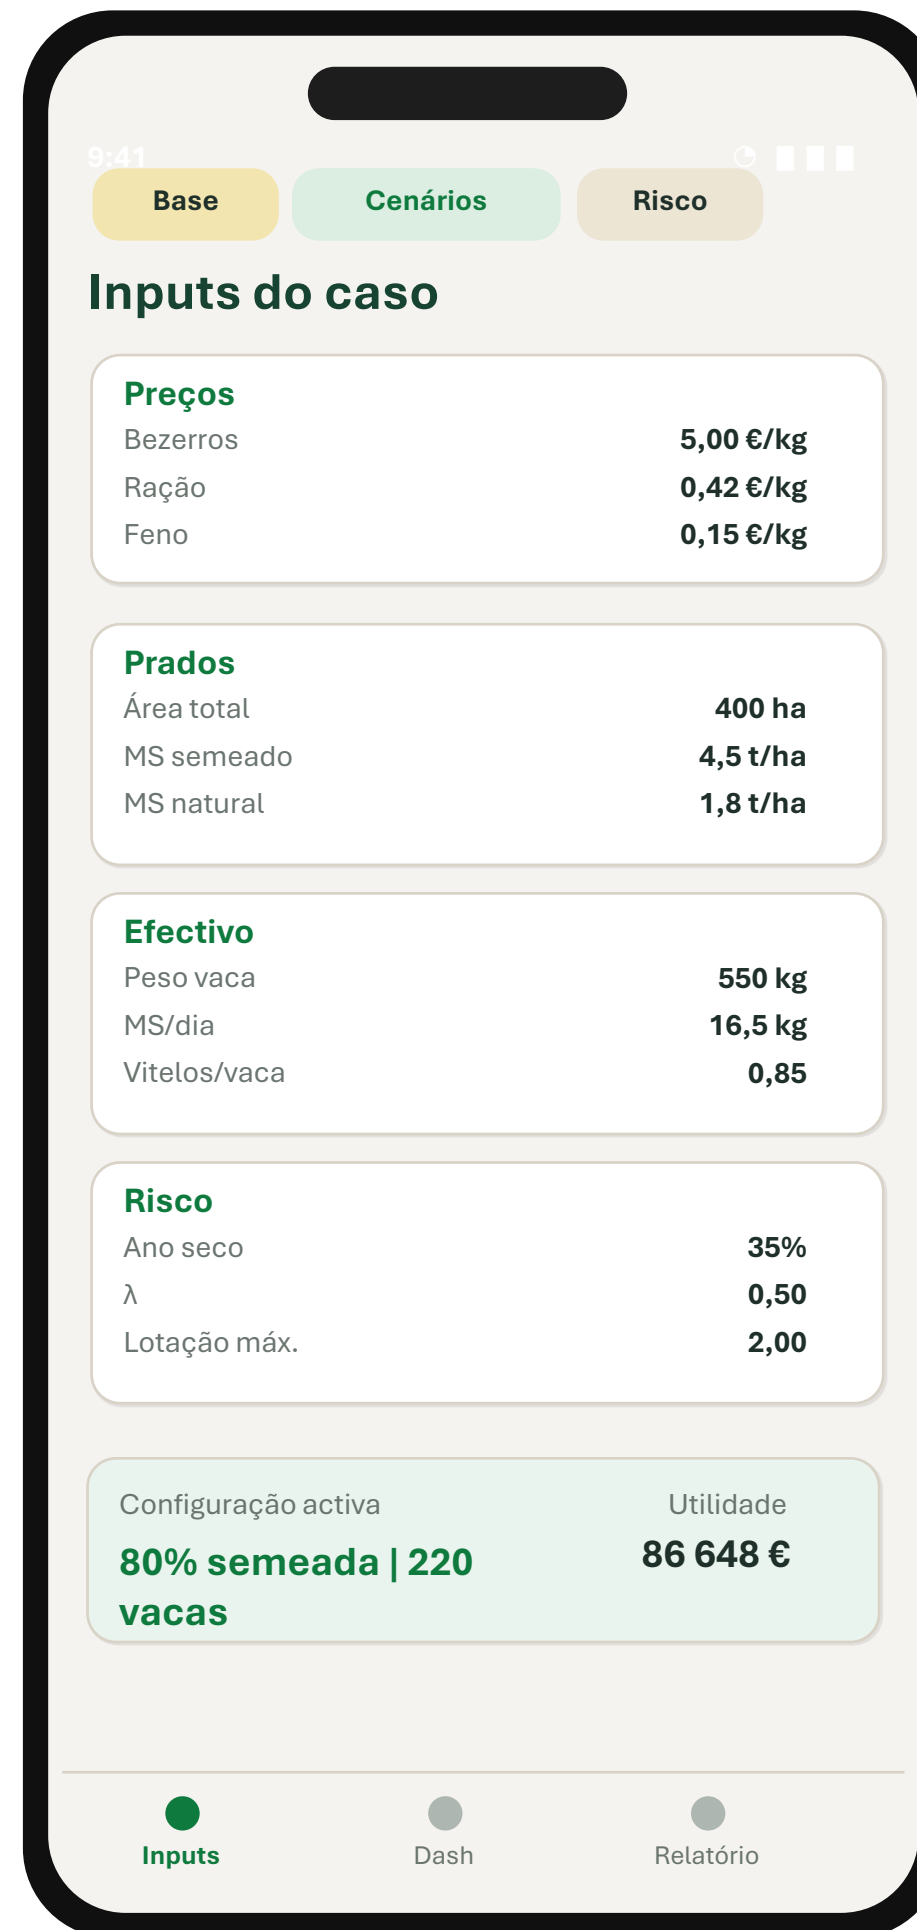 9:41
Base Cenários Risco
Inputs do caso
Preços
Bezerros 5,00 €/kg
Ração 0,42 €/kg
Feno 0,15 €/kg
Prados
Área total 400 ha
MS semeado 4,5 t/ha
MS natural 1,8 t/ha
Efectivo
Peso vaca 550 kg
MS/dia 16,5 kg
Vitelos/vaca 0,85
Risco
Ano seco 35%
λ 0,50
Lotação máx. 2,00
Configuração activa Utilidade
80% semeada | 220 86 648 €
vacas
Inputs Dash Relatório